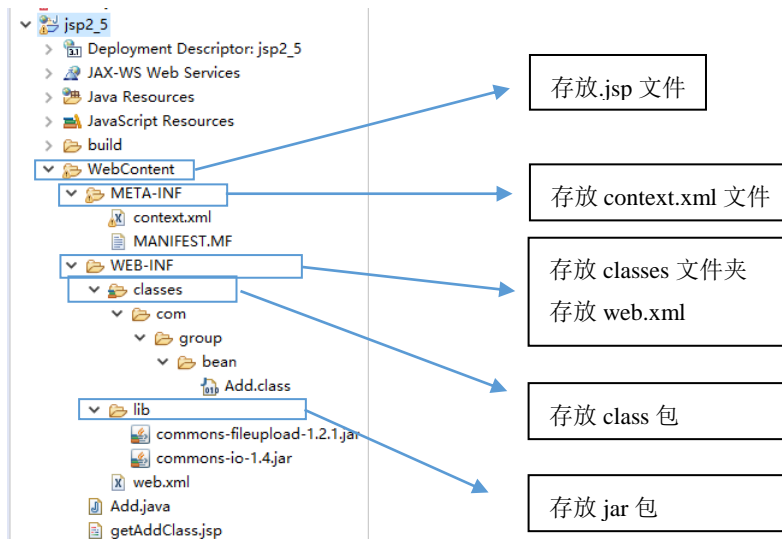 jsp2_5
Deployment Descriptor: jsp2_5
JAX-WS Web Services
Java Resources
JavaScript Resources
build
WebContent
META-INF
context.xml
MANIFEST.MF
WEB-INF
classes
com
group
bean
Add.class
lib
commons-fileupload-1.2.1.jar
commons-io-1.4.jar
web.xml
Add.java
getAddClass.jsp
存放.jsp 文件
存放 context.xml 文件
存放 classes 文件夹
存放 web.xml
存放 class 包
存放 jar 包